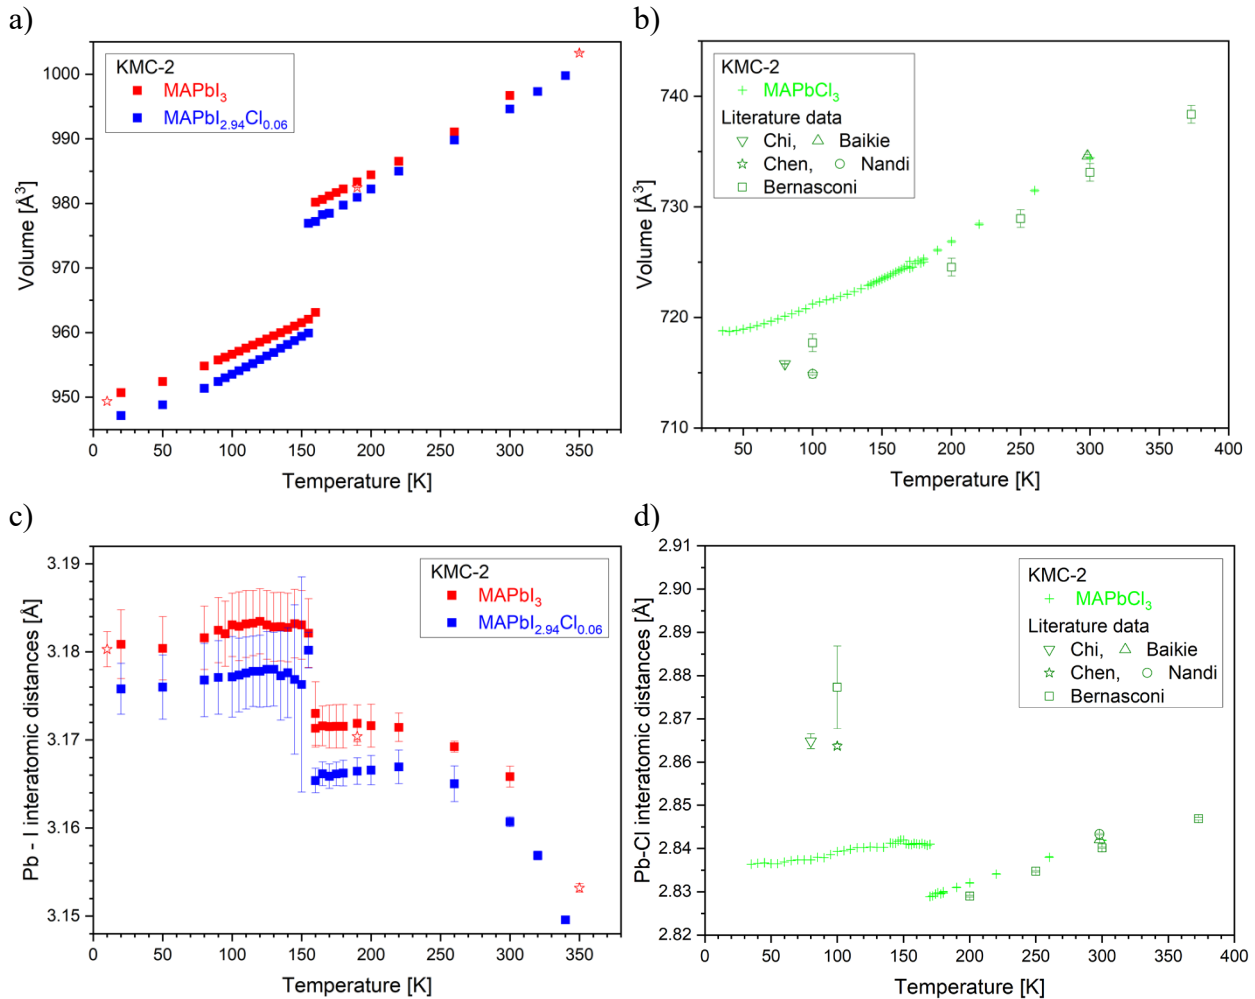 a)
KMC-2
MAPbI3
MAPbI2.94Cl0.06
1000
990
980
970
960
950
Volume [Å3]
0 50 100 150 200 250 300 350
Temperature [K]
b)
KMC-2
MAPbCl3
Literature data
Chi, Baikie
Chen, Nandi
Bernasconi
740
730
720
710
Volume [Å3]
50 100 150 200 250 300 350 400
Temperature [K]
c)
KMC-2
MAPbI3
MAPbI2.94Cl0.06
3.19
3.18
3.17
3.16
3.15
Pb - I interatomic distances [Å]
0 50 100 150 200 250 300 350
Temperature [K]
d)
KMC-2
MAPbCl3
Literature data
Chi, Baikie
Chen, Nandi
Bernasconi
2.91
2.90
2.89
2.88
2.87
2.86
2.85
2.84
2.83
2.82
Pb-Cl interatomic distances [Å]
0 50 100 150 200 250 300 350 400
Temperature [K]